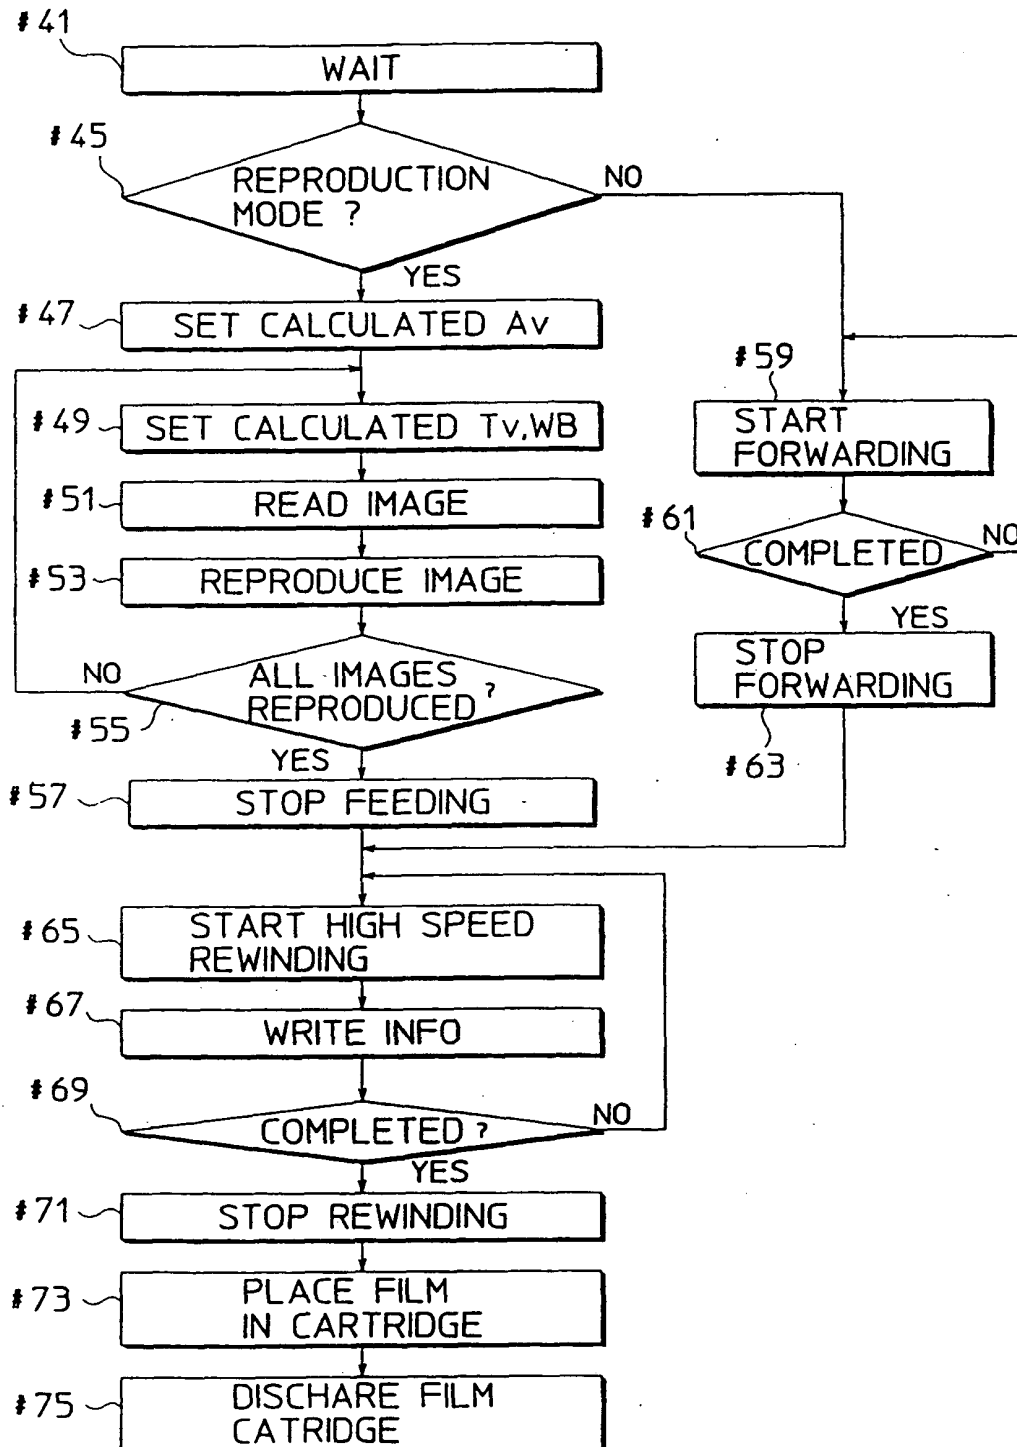 #41
WAIT
#45
REPRODUCTION
MODE ?
NO
YES
#47
SET CALCULATED Av
#49
SET CALCULATED Tv,WB
#51
READ IMAGE
#53
REPRODUCE IMAGE
NO
ALL IMAGES
REPRODUCED ?
#55
YES
#57
STOP FEEDING
#59
START
FORWARDING
#61
COMPLETED
NO
YES
STOP
FORWARDING
#63
#65
START HIGH SPEED
REWINDING
#67
WRITE INFO
#69
COMPLETED ?
NO
YES
#71
STOP REWINDING
#73
PLACE FILM
IN CARTRIDGE
#75
DISCHARE FILM
CATRIDGE